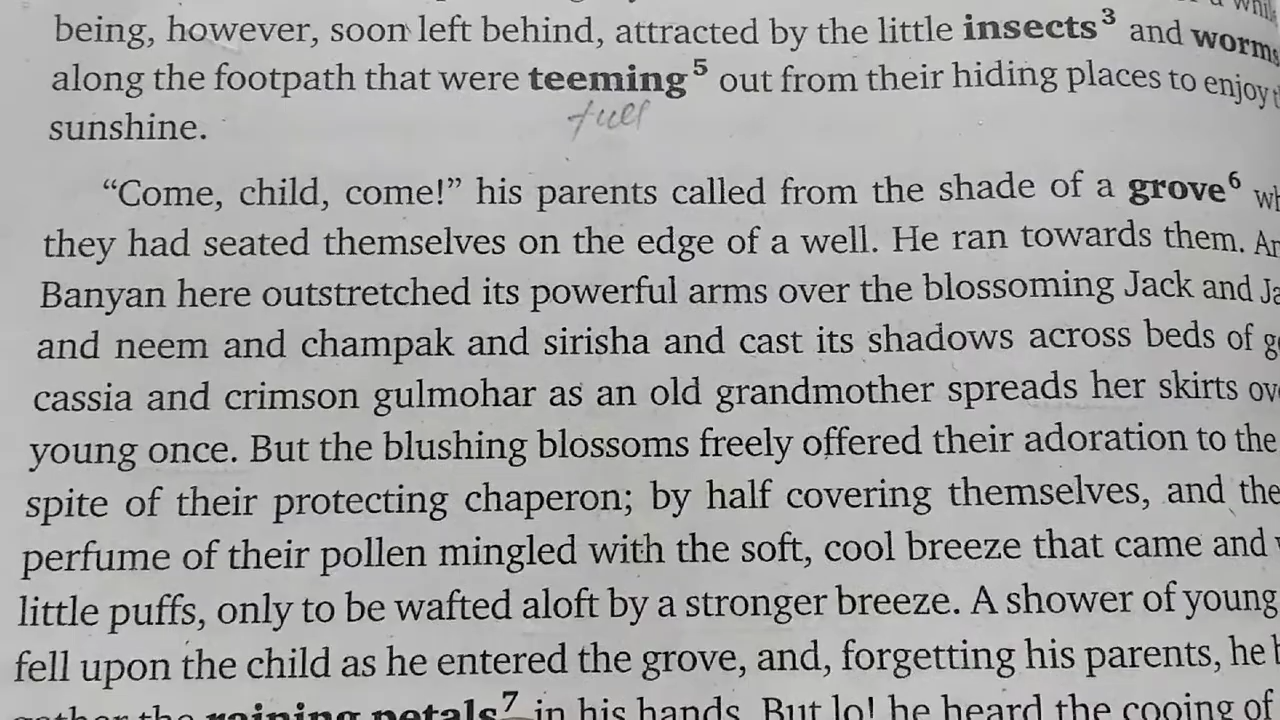 being, however, soon left behind, attracted by the little insects³ and worms
along the footpath that were teeming⁵ out from their hiding places to enjoy
sunshine.
“Come, child, come!” his parents called from the shade of a grove⁶
they had seated themselves on the edge of a well. He ran towards them.
Banyan here outstretched its powerful arms over the blossoming Jack and
and neem and champak and sirisha and cast its shadows across beds of
cassia and crimson gulmohar as an old grandmother spreads her skirts
young once. But the blushing blossoms freely offered their adoration to the
spite of their protecting chaperon; by half covering themselves, and
perfume of their pollen mingled with the soft, cool breeze that came and
little puffs, only to be wafted aloft by a stronger breeze. A shower of young
fell upon the child as he entered the grove, and, forgetting his parents, he
gather the raining petals⁷ in his hands. But lo! he heard the cooing of